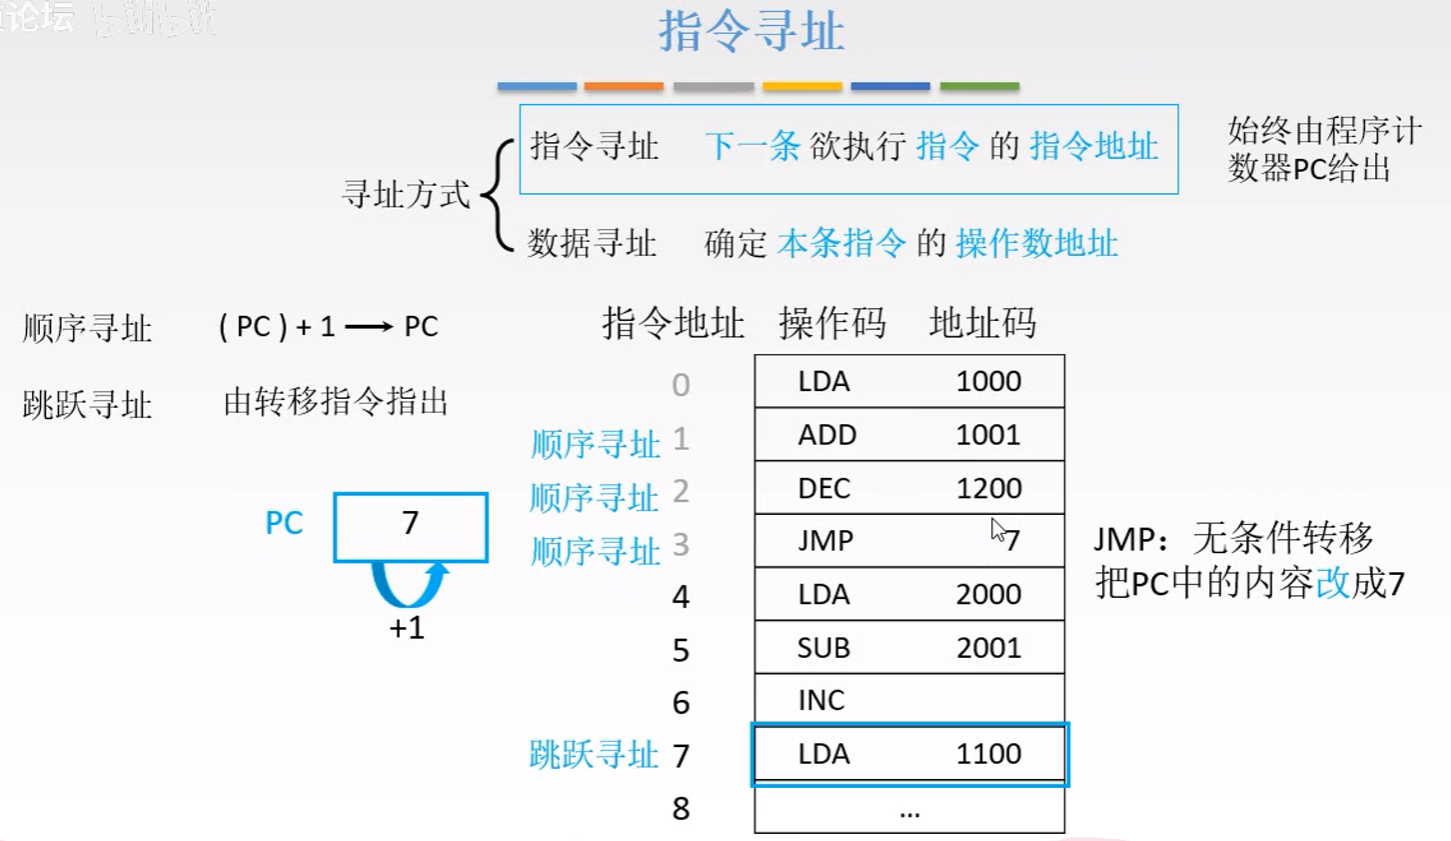 论坛 bilibili
指令寻址
指令寻址 下一条 欲执行 指令 的 指令地址
始终由程序计
数器PC给出
寻址方式
数据寻址 确定 本条指令 的 操作数地址
顺序寻址 ( PC ) + 1 → PC
跳跃寻址 由转移指令指出
PC 7
+1
指令地址 操作码 地址码
0 LDA 1000
顺序寻址 1 ADD 1001
顺序寻址 2 DEC 1200
顺序寻址 3 JMP 7
4 LDA 2000
5 SUB 2001
6 INC
跳跃寻址 7 LDA 1100
8 ...
JMP：无条件转移
把PC中的内容改成7